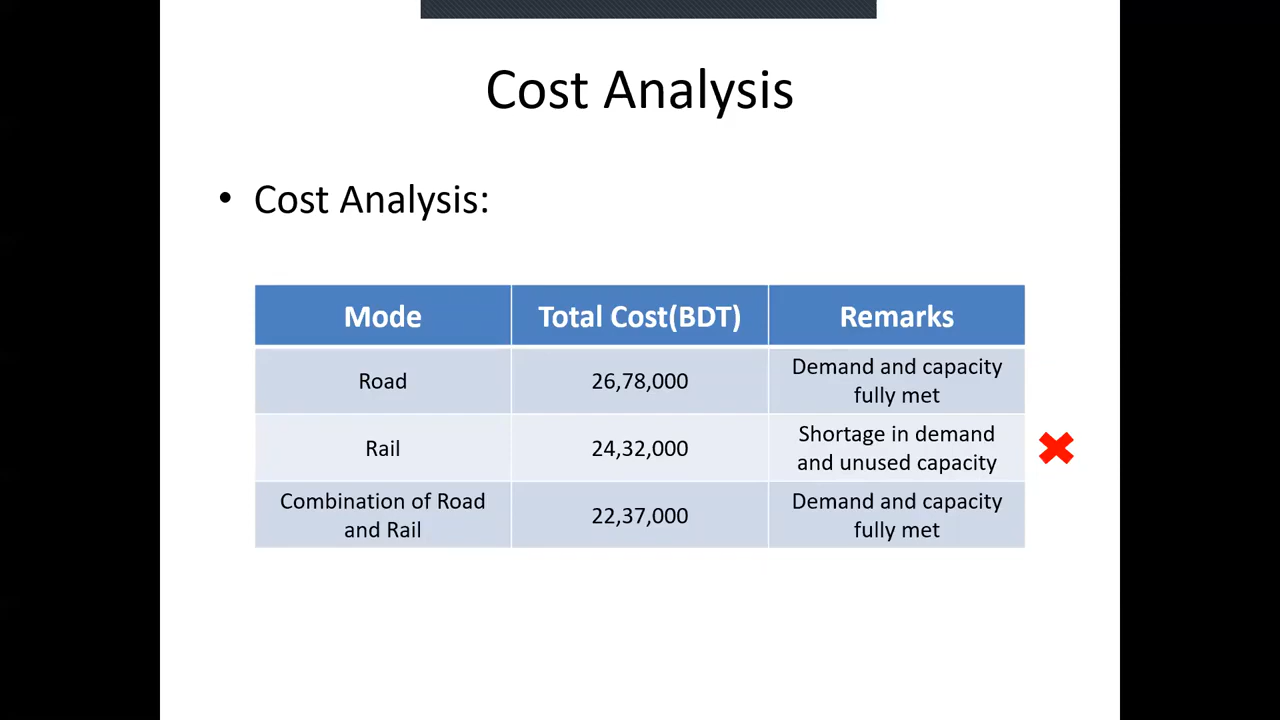 Cost Analysis
• Cost Analysis:
Mode Total Cost(BDT) Remarks
Road 26,78,000 Demand and capacity
fully met
Rail 24,32,000 Shortage in demand
and unused capacity
Combination of Road
and Rail 22,37,000 Demand and capacity
fully met